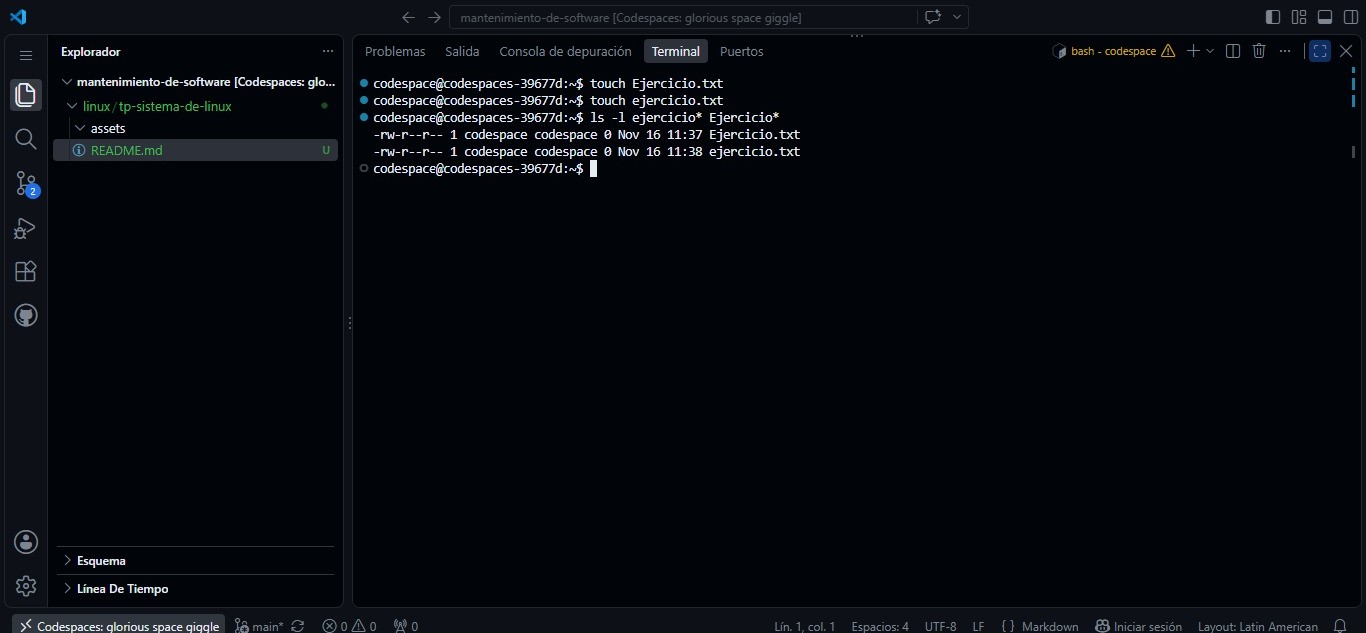 mantenimiento-de-software [Codespaces: glorious space giggle]
Explorador
mantenimiento-de-software [Codespaces: glo...
linux / tp-sistema-de-linux
assets
README.md U
2
Esquema
Línea De Tiempo
Problemas Salida Consola de depuración Terminal Puertos
bash - codespace
codespace@codespaces-39677d:~$ touch Ejercicio.txt
codespace@codespaces-39677d:~$ touch ejercicio.txt
codespace@codespaces-39677d:~$ ls -l ejercicio* Ejercicio*
-rw-r--r-- 1 codespace codespace 0 Nov 16 11:37 Ejercicio.txt
-rw-r--r-- 1 codespace codespace 0 Nov 16 11:38 ejercicio.txt
codespace@codespaces-39677d:~$
Codespaces: glorious space giggle main* 0 0 0 Lín. 1, col. 1 Espacios: 4 UTF-8 LF { } Markdown Iniciar sesión Layout: Latin American